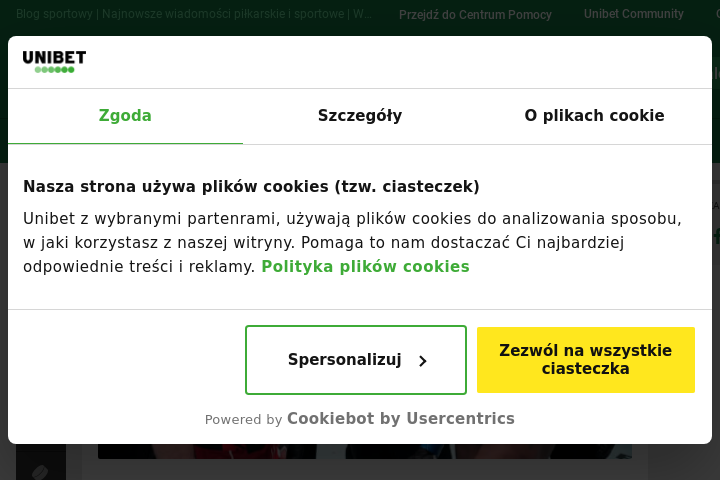 Blog sportowy | Najnowsze wiadomości piłkarskie i sportowe | W...
Przejdź do Centrum Pomocy
Unibet Community
UNIBET
Zgoda
Szczegóły
O plikach cookie
Nasza strona używa plików cookies (tzw. ciasteczek)
Unibet z wybranymi partenrami, używają plików cookies do analizowania sposobu,
w jaki korzystasz z naszej witryny. Pomaga to nam dostaczać Ci najbardziej
odpowiednie treści i reklamy. Polityka plików cookies
Spersonalizuj
Zezwól na wszystkie
ciasteczka
Powered by Cookiebot by Usercentrics